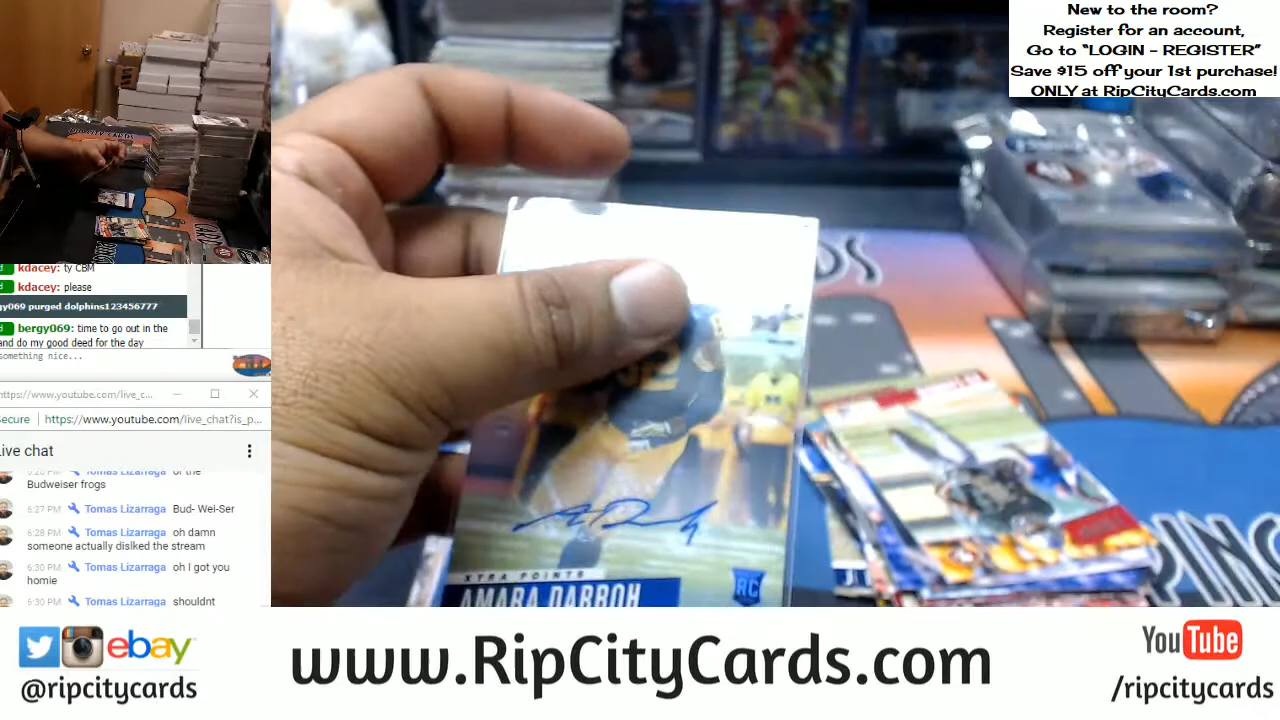 New to the room?
Register for an account,
Go to "LOGIN - REGISTER"
Save $15 off your 1st purchase!
ONLY at RipCityCards.com
kdacey: ty CBM
kdacey: please
gy069 purged dolphins123456777
bergy069: time to go out in the
and do my good deed for the day
something nice...
https://www.youtube.com/live_c...
Secure https://www.youtube.com/live_chat?is_p...
Live chat
Tomas Lizarraga or the
Budweiser frogs
6:27 PM Tomas Lizarraga Bud- Wei-Ser
6:28 PM Tomas Lizarraga oh damn
someone actually disliked the stream
6:30 PM Tomas Lizarraga oh I got you
homie
6:30 PM Tomas Lizarraga shouldnt
XTRA POINTS
AMARA DARBOH
RC
ebay
@ripcitycards
www.RipCityCards.com
YouTube
/ripcitycards